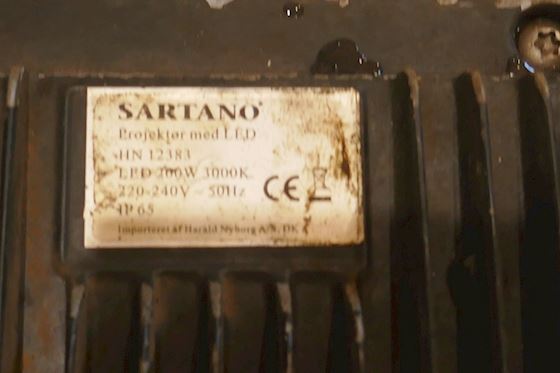 SARTANO
Projektør med LED
HN 12383
LED 200W 3000K
220-240V ~ 50Hz
IP 65
Importeret af Harald Nyborg A/S, DK
CE